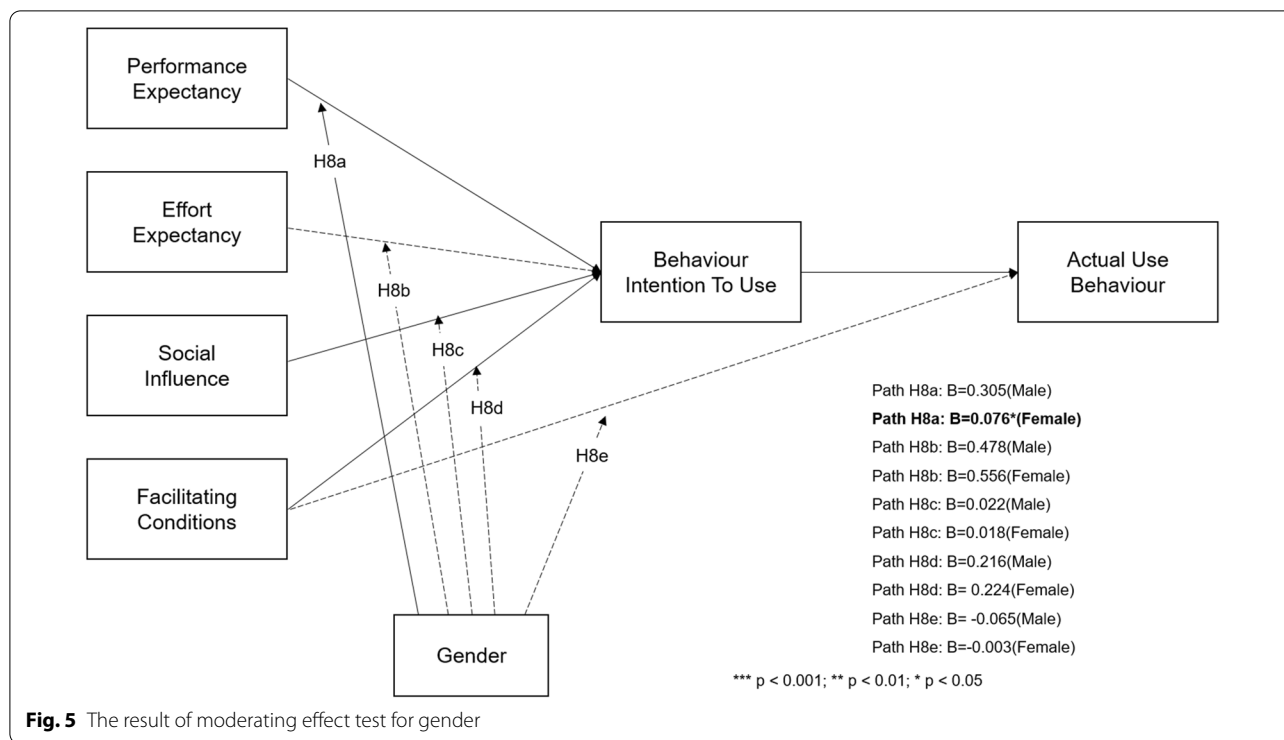 Performance
Expectancy
H8a
Effort
Expectancy
H8b
Behaviour
Intention To Use
Actual Use
Behaviour
Social
Influence
H8c
H8d
Facilitating
Conditions
H8e
Gender
Path H8a: B=0.305(Male)
Path H8a: B=0.076*(Female)
Path H8b: B=0.478(Male)
Path H8b: B=0.556(Female)
Path H8c: B=0.022(Male)
Path H8c: B=0.018(Female)
Path H8d: B=0.216(Male)
Path H8d: B= 0.224(Female)
Path H8e: B= -0.065(Male)
Path H8e: B=-0.003(Female)
*** p < 0.001; ** p < 0.01; * p < 0.05
Fig. 5 The result of moderating effect test for gender